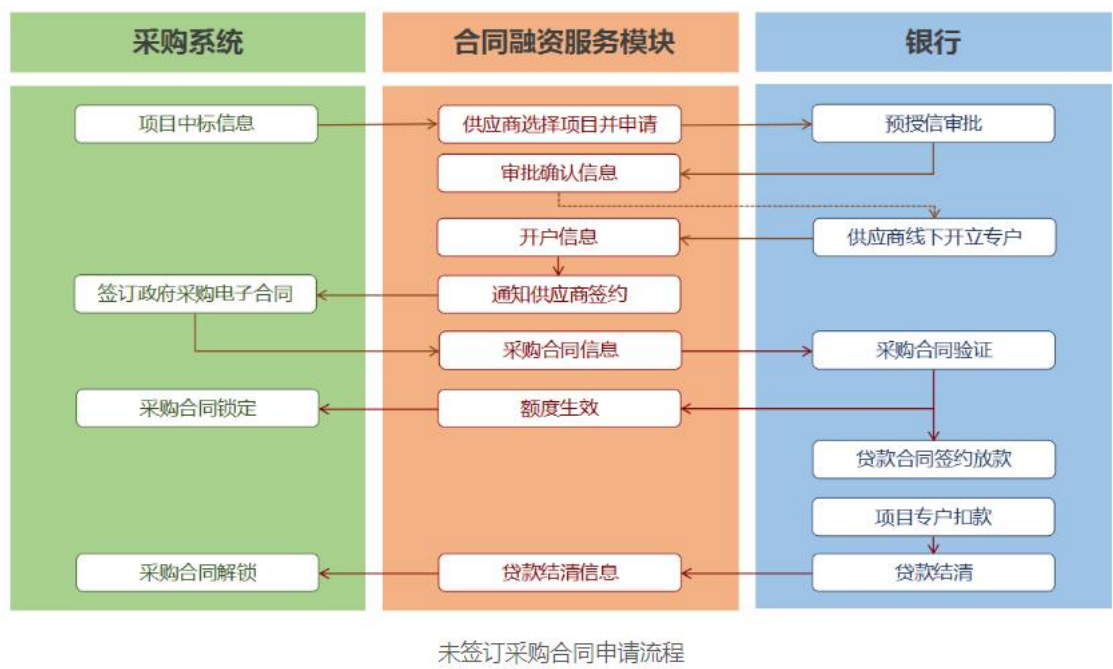 采购系统
合同融资服务模块
银行
项目中标信息
供应商选择项目并申请
预授信审批
审批确认信息
开户信息
供应商线下开立专户
签订政府采购电子合同
通知供应商签约
采购合同信息
采购合同验证
采购合同锁定
额度生效
贷款合同签约放款
项目专户扣款
采购合同解锁
贷款结清信息
贷款结清
未签订采购合同申请流程